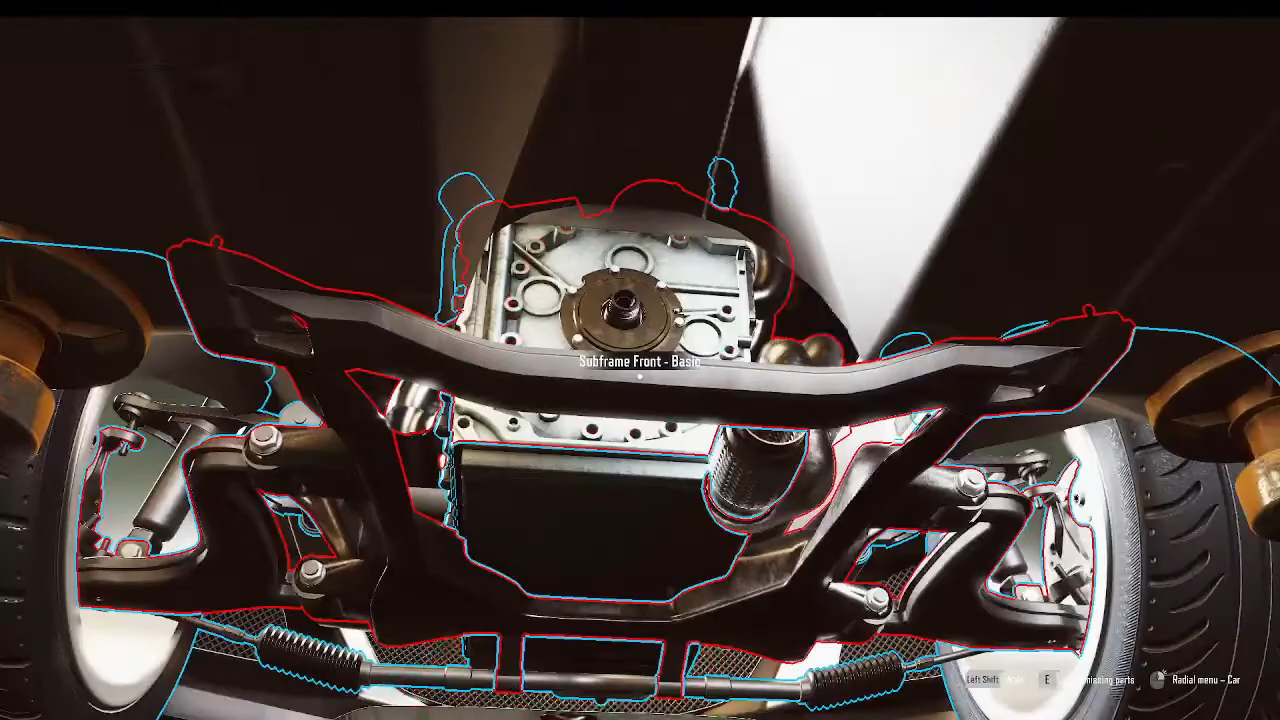 Subframe Front - Basic
Left Shift
E
missing parts
Radial menu - Car